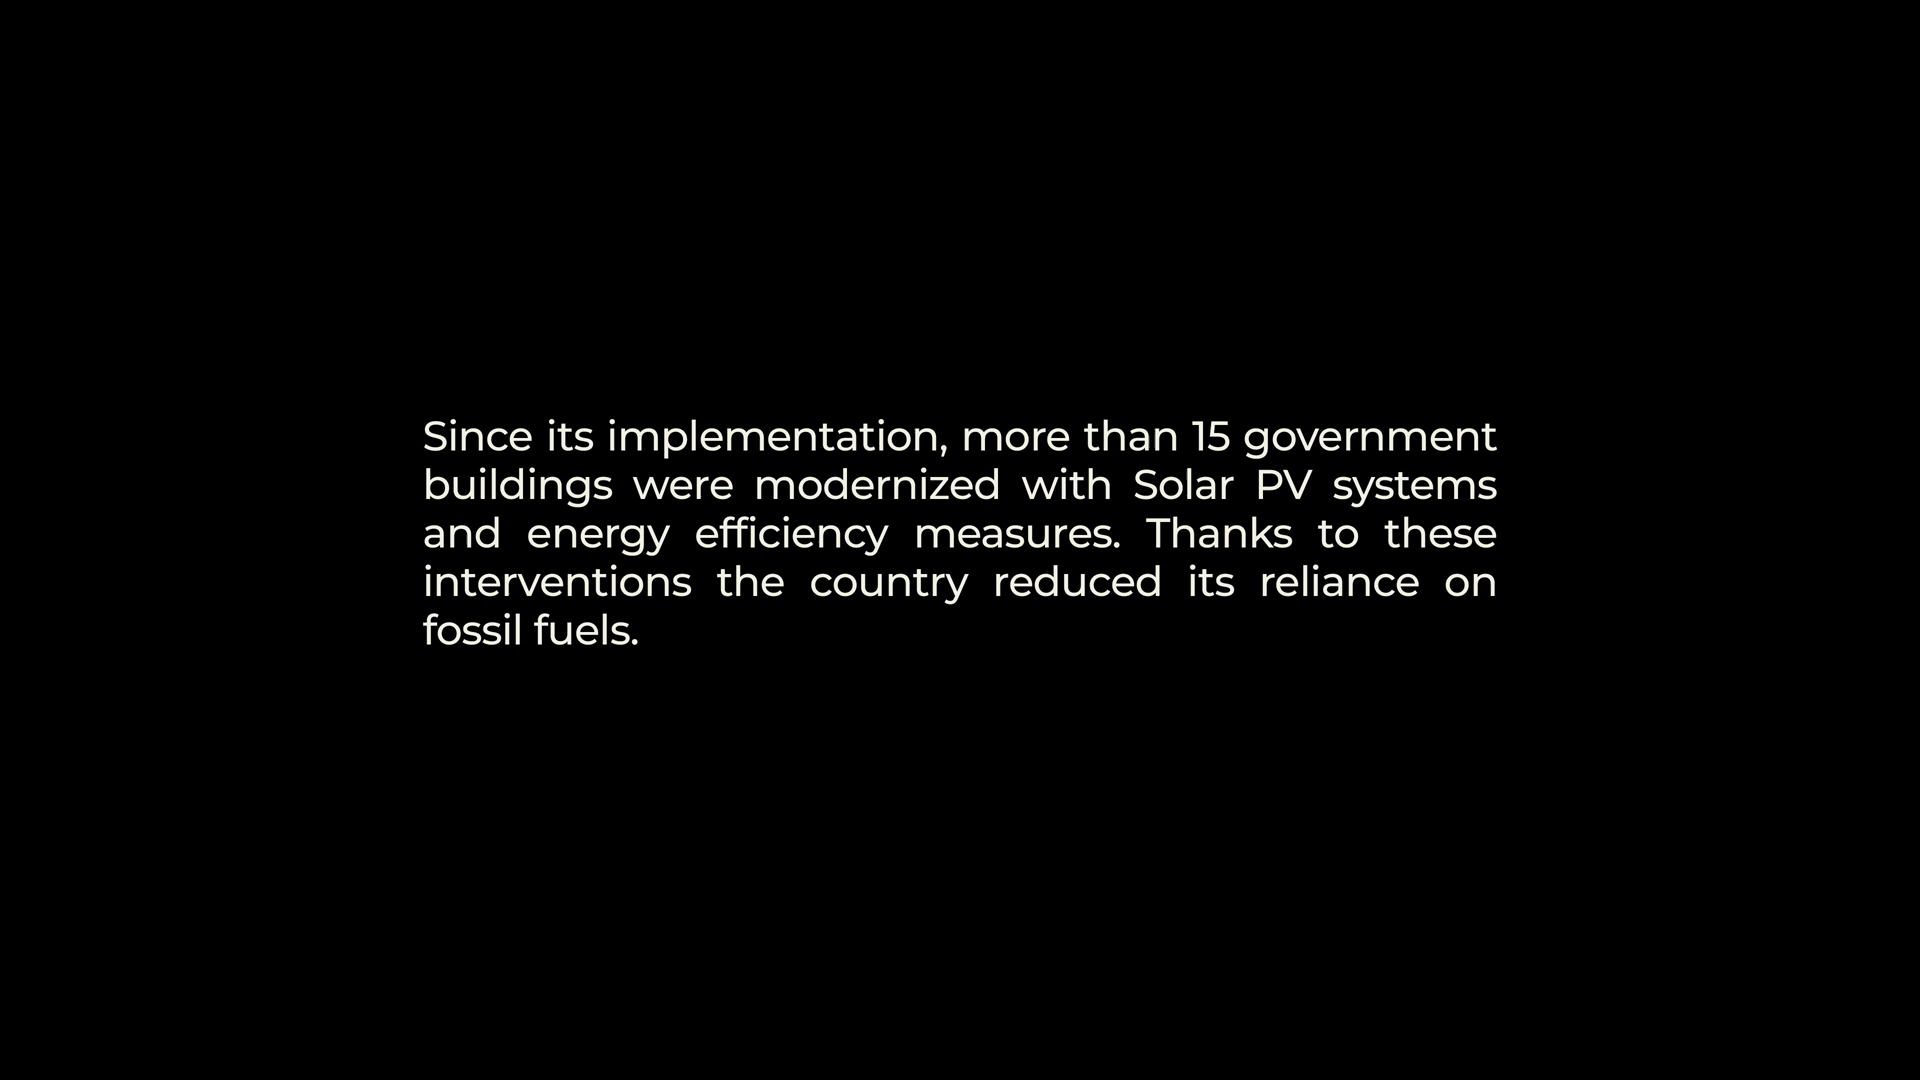 Since its implementation, more than 15 government
buildings were modernized with Solar PV systems
and energy efficiency measures. Thanks to these
interventions the country reduced its reliance on
fossil fuels.